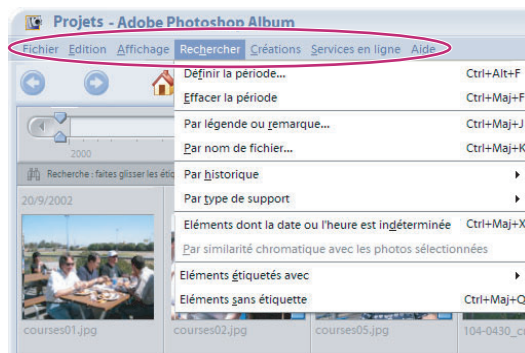 Projets - Adobe Photoshop Album
Fichier Edition Affichage Rechercher Créations Services en ligne Aide
Définir la période... Ctrl+Alt+F
Effacer la période Ctrl+Maj+F
Par légende ou remarque... Ctrl+Maj+J
Par nom de fichier... Ctrl+Maj+K
2000
Recherche : faites glisser les
Par historique
Par type de support
20/9/2002
Eléments dont la date ou l'heure est indéterminée Ctrl+Maj+X
Par similarité chromatique avec les photos sélectionnées
Eléments étiquetés avec
Eléments sans étiquette Ctrl+Maj+Q
courses01.jpg courses02.jpg courses05.jpg